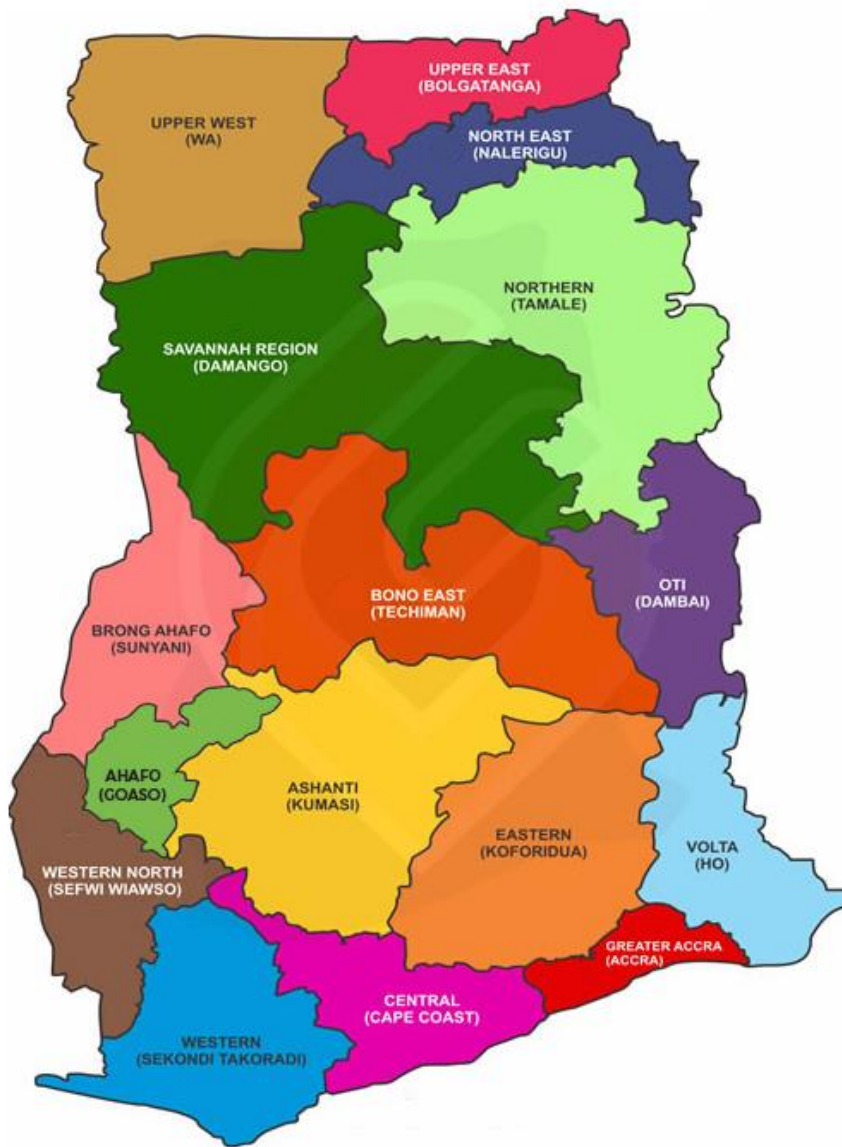 UPPER EAST
(BOLGATANGA)
UPPER WEST
(WA)
NORTH EAST
(NALERIGU)
NORTHERN
(TAMALE)
SAVANNAH REGION
(DAMANGO)
OTI
(DAMBAI)
BONO EAST
(TECHIMAN)
BRONG AHAFO
(SUNYANI)
AHAFO
(GOASO)
ASHANTI
(KUMASI)
EASTERN
(KOFORIDUA)
VOLTA
(HO)
WESTERN NORTH
(SEFWI WIAWSO)
GREATER ACCRA
(ACCRA)
CENTRAL
(CAPE COAST)
WESTERN
(SEKONDI TAKORADI)